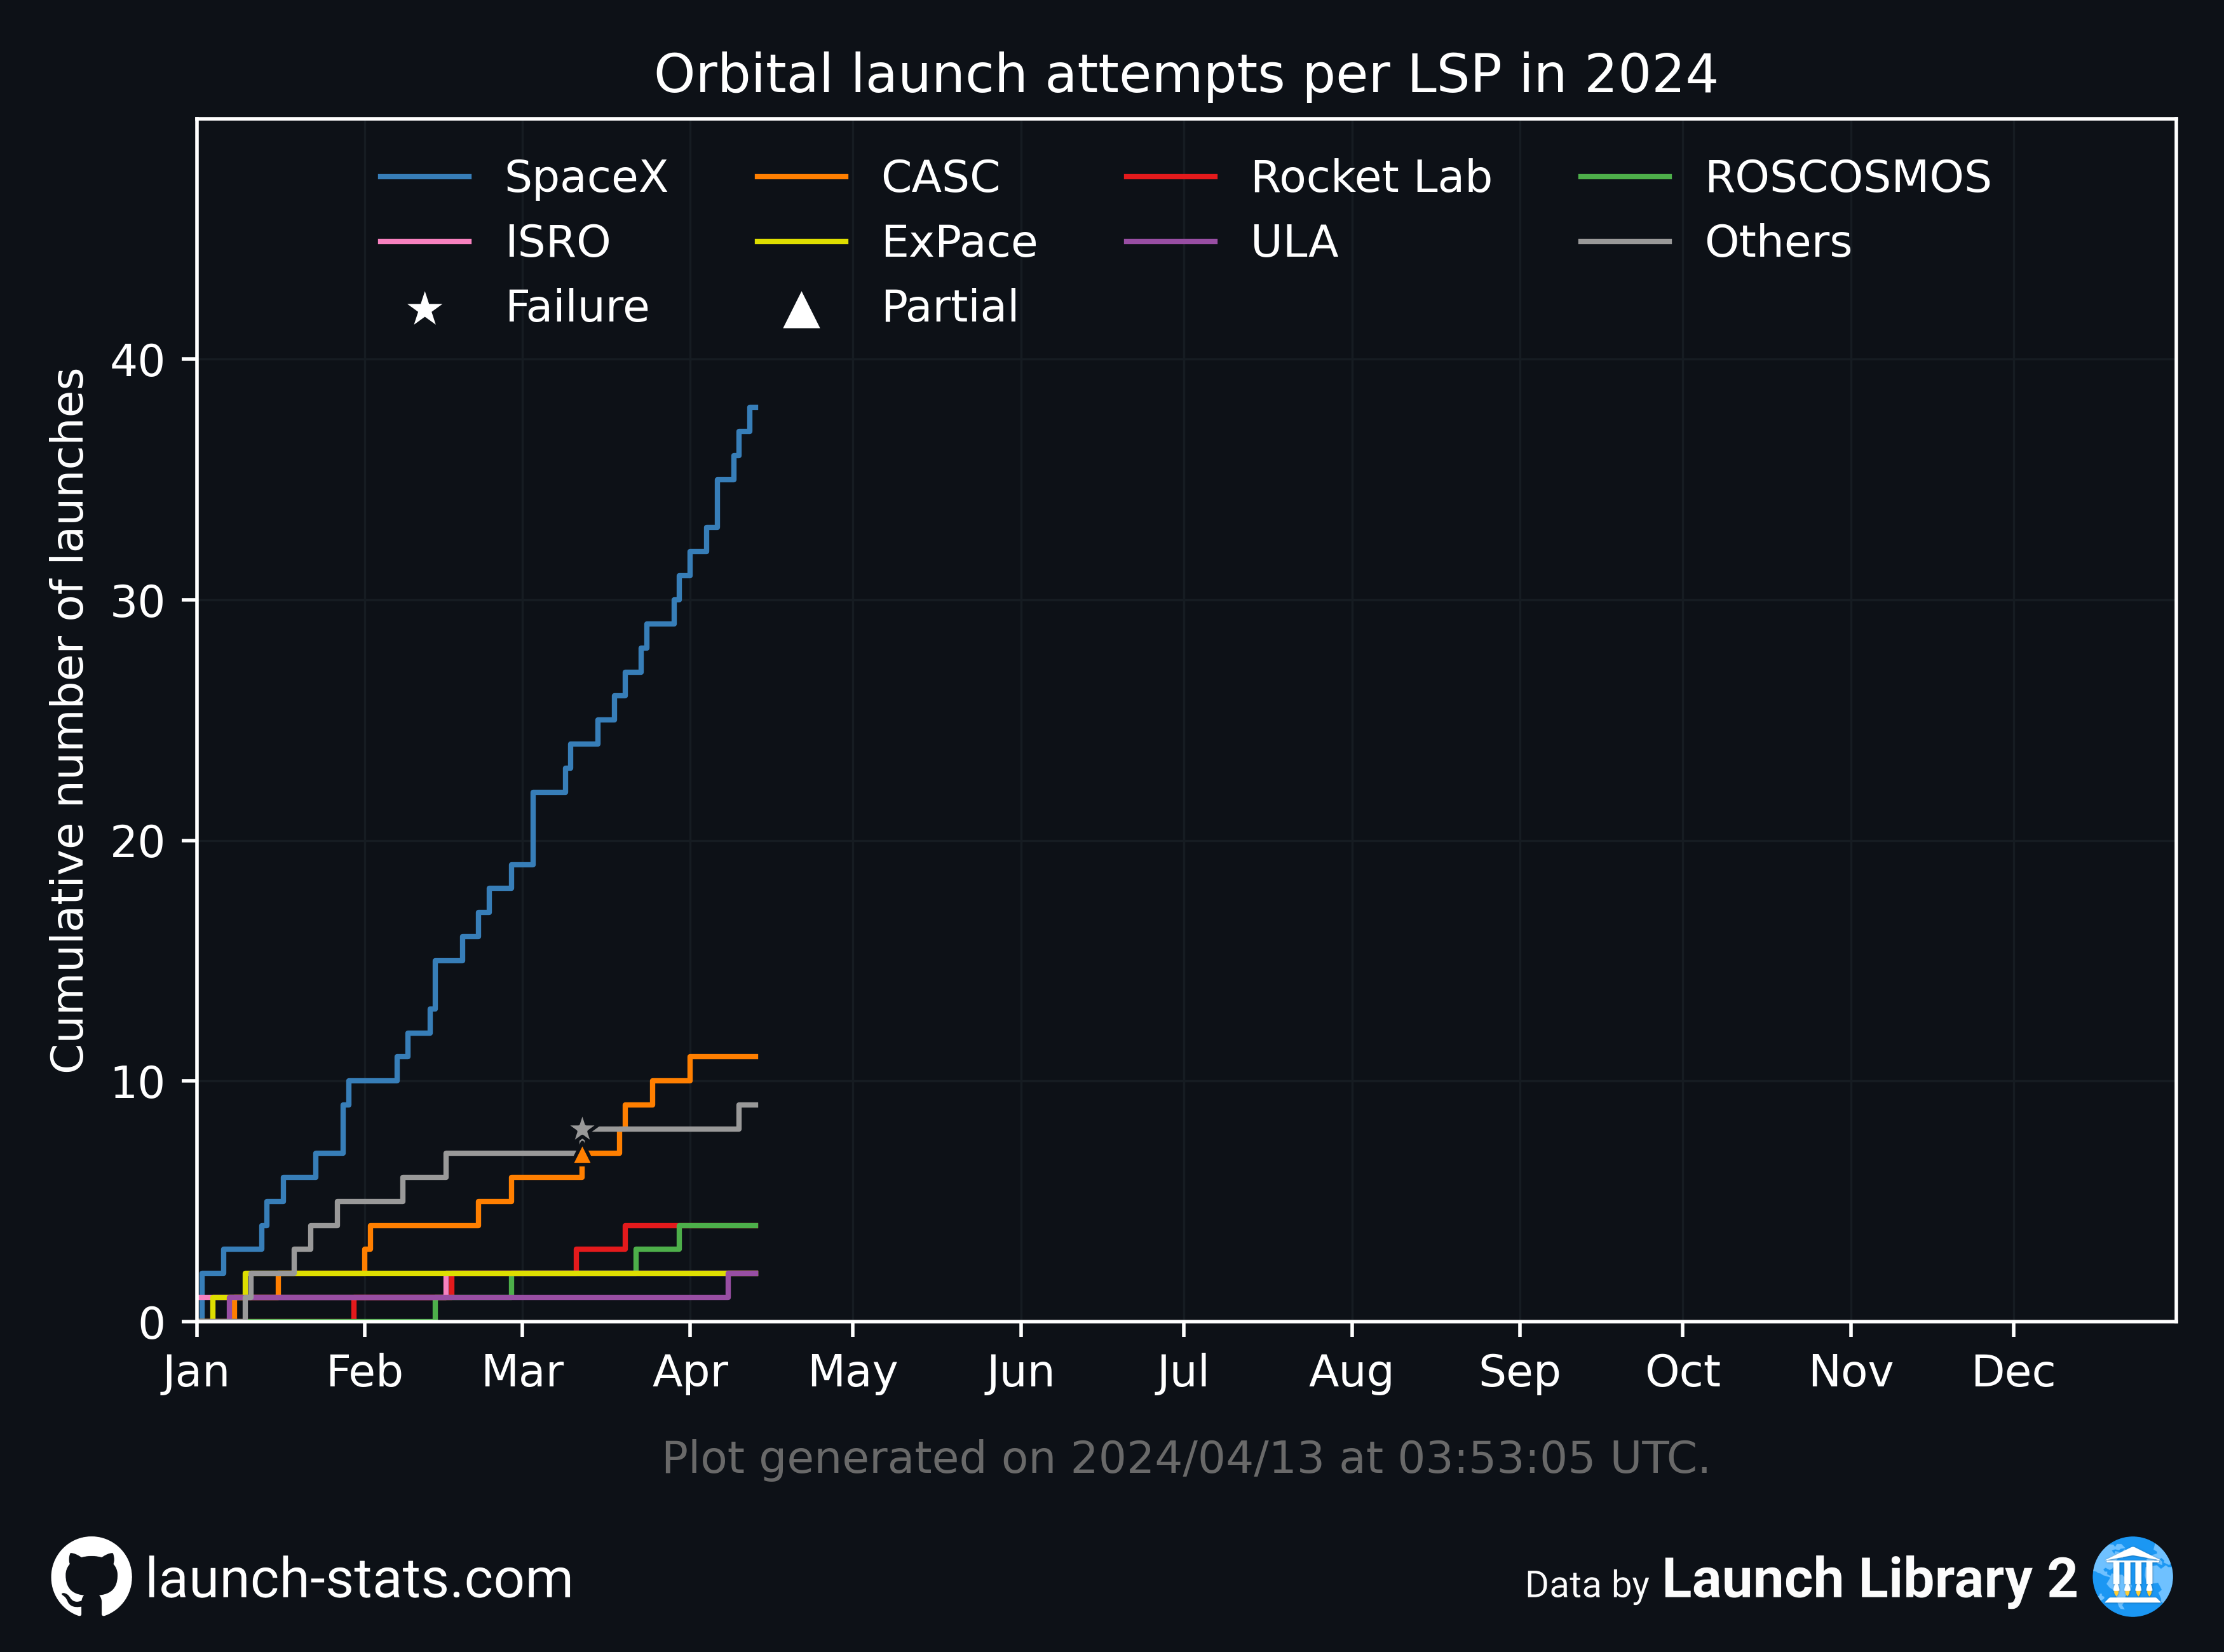 Orbital launch attempts per LSP in 2024
SpaceX CASC Rocket Lab ROSCOSMOS
ISRO ExPace ULA Others
Failure Partial
Cumulative number of launches
40
30
20
10
0
Jan Feb Mar Apr May Jun Jul Aug Sep Oct Nov Dec
Plot generated on 2024/04/13 at 03:53:05 UTC.
launch-stats.com
Data by Launch Library 2